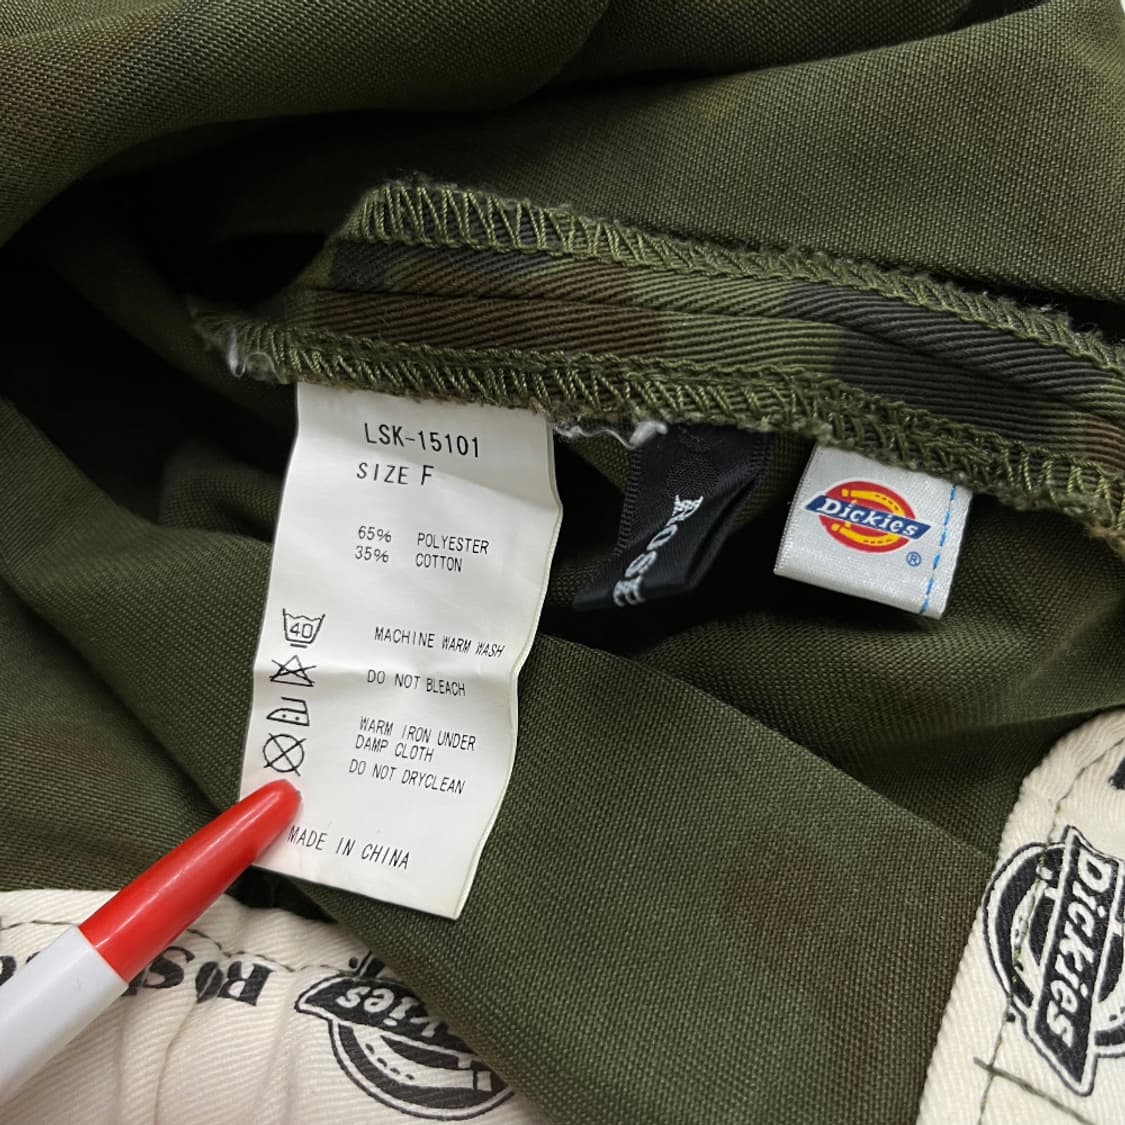 LSK-15101
SIZE F
65% POLYESTER
35% COTTON
40
MACHINE WARM WASH
DO NOT BLEACH
WARM IRON UNDER
DAMP CLOTH
DO NOT DRYCLEAN
MADE IN CHINA
Dickies
®
Dickies
Dickies